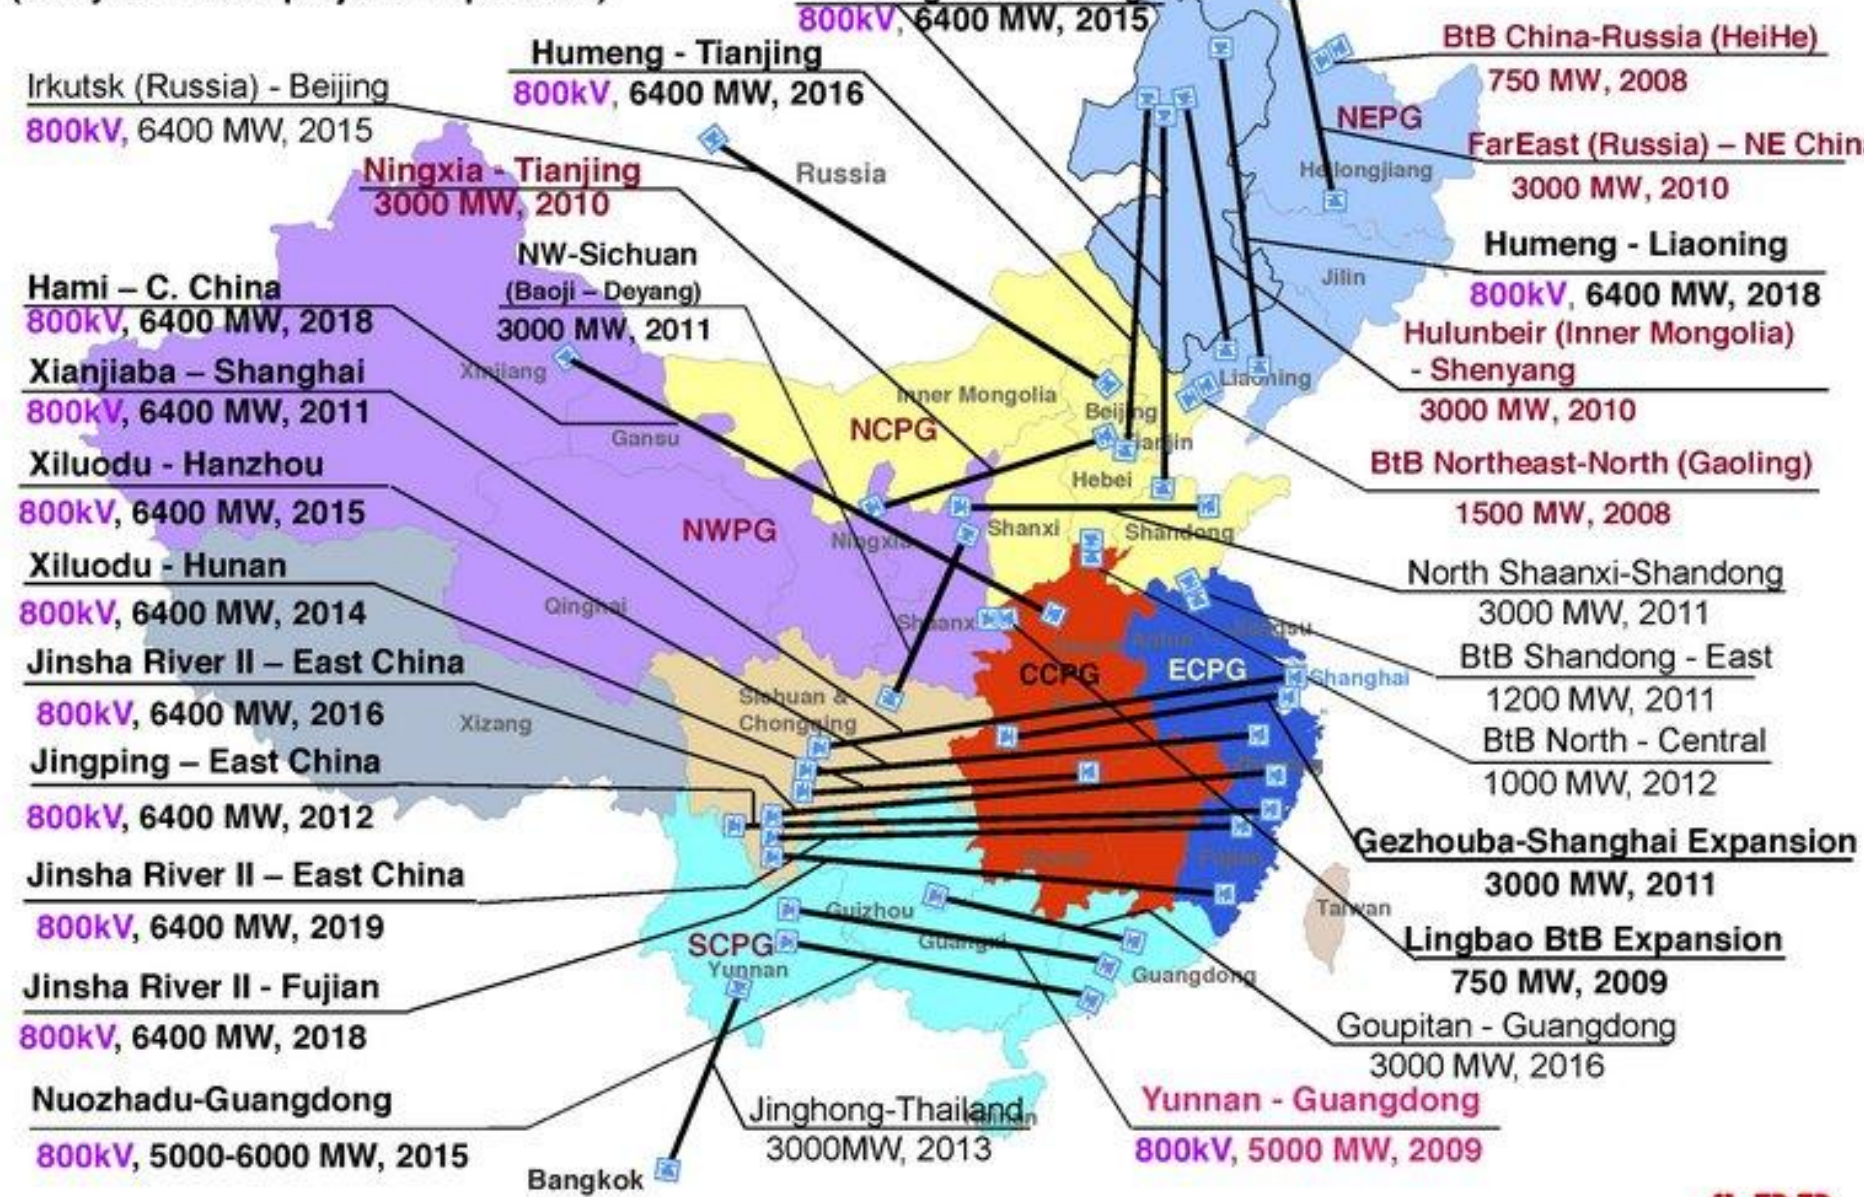 800kV, 6400 MW, 2015
Humeng - Tianjing
800kV, 6400 MW, 2016
Irkutsk (Russia) - Beijing
800kV, 6400 MW, 2015
BtB China-Russia (HeiHe)
750 MW, 2008
NEPG
FarEast (Russia) – NE Chin
3000 MW, 2010
Russia
Heilongjiang
Ningxia - Tianjing
3000 MW, 2010
NW-Sichuan
(Baoji – Deyang)
3000 MW, 2011
Humeng - Liaoning
800kV, 6400 MW, 2018
Jilin
Hami – C. China
800kV, 6400 MW, 2018
Hulunbeir (Inner Mongolia)
- Shenyang
3000 MW, 2010
Xianjiaba – Shanghai
800kV, 6400 MW, 2011
Xinjiang
Gansu
Inner Mongolia
NCPG
Beijing
Tianjin
Liaoning
Hebei
BtB Northeast-North (Gaoling)
1500 MW, 2008
Xiluodu - Hanzhou
800kV, 6400 MW, 2015
NWPG
Ningxia
Shanxi
Shandong
Xiluodu - Hunan
800kV, 6400 MW, 2014
Qinghai
Shaanxi
North Shaanxi-Shandong
3000 MW, 2011
Jinsha River II – East China
800kV, 6400 MW, 2016
Xizang
Sichuan &
Chongqing
CCPG
ECPG
Shanghai
BtB Shandong - East
1200 MW, 2011
BtB North - Central
1000 MW, 2012
Jingping – East China
800kV, 6400 MW, 2012
Gezhouba-Shanghai Expansion
3000 MW, 2011
Jinsha River II – East China
800kV, 6400 MW, 2019
Fujian
Taiwan
Guizhou
Guangxi
SCPG
Yunnan
Guangdong
Lingbao BtB Expansion
750 MW, 2009
Jinsha River II - Fujian
800kV, 6400 MW, 2018
Goupitan - Guangdong
3000 MW, 2016
Nuozhadu-Guangdong
800kV, 5000-6000 MW, 2015
Jinghong-Thailand
3000MW, 2013
Hainan
Yunnan - Guangdong
800kV, 5000 MW, 2009
Bangkok